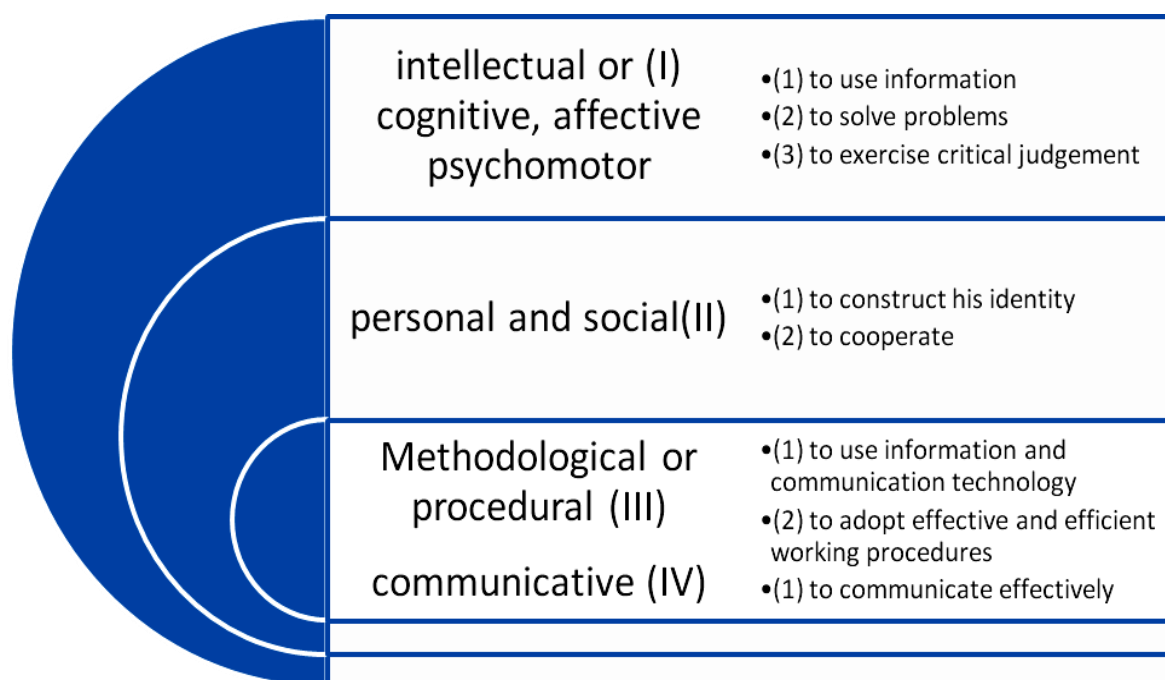 intellectual or (I)
cognitive, affective
psychomotor
•(1) to use information
•(2) to solve problems
•(3) to exercise critical judgement
personal and social(II)
•(1) to construct his identity
•(2) to cooperate
Methodological or
procedural (III)
communicative (IV)
•(1) to use information and
communication technology
•(2) to adopt effective and efficient
working procedures
•(1) to communicate effectively